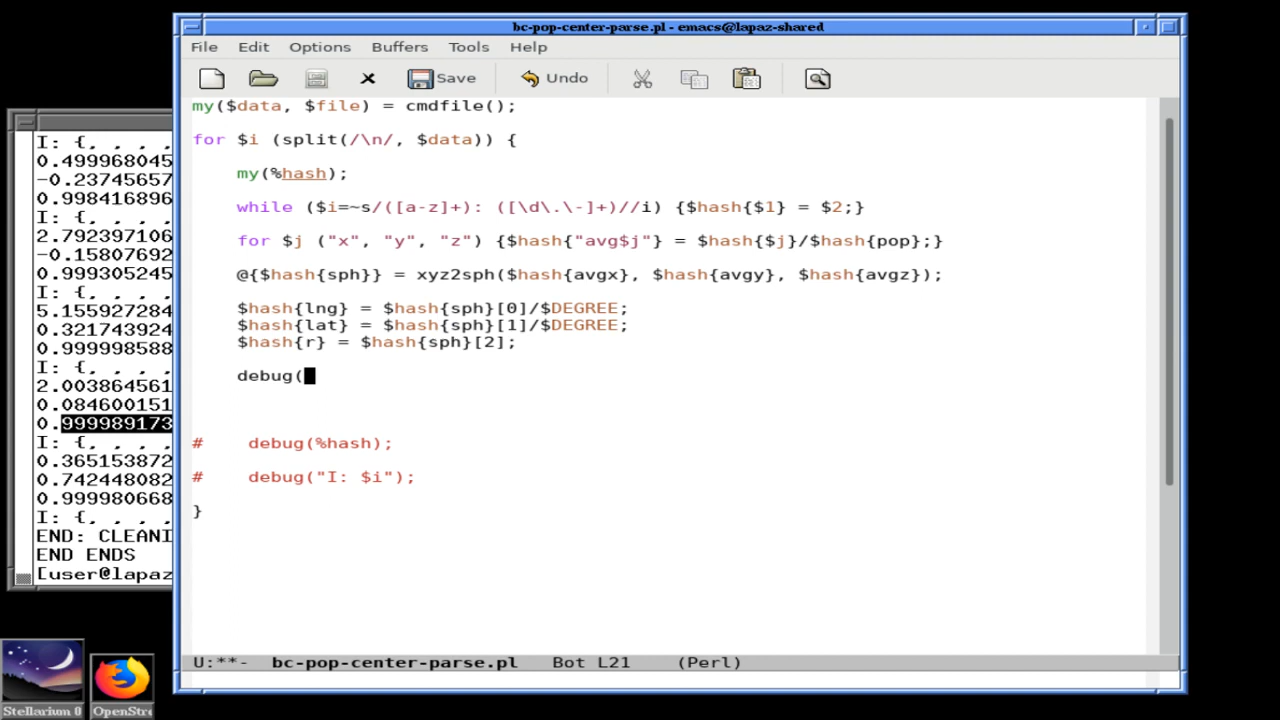 bc-pop-center-parse.pl - emacs@lapaz-shared
File Edit Options Buffers Tools Help
Save Undo
my($data, $file) = cmdfile();
for $i (split(/\n/, $data)) {
my(%hash);
while ($i=~s/([a-z]+): ([\d\.\-]+)//i) {$hash{$1} = $2;}
for $j ("x", "y", "z") {$hash{"avg$j"} = $hash{$j}/$hash{pop};}
@{$hash{sph}} = xyz2sph($hash{avgx}, $hash{avgy}, $hash{avgz});
$hash{lng} = $hash{sph}[0]/$DEGREE;
$hash{lat} = $hash{sph}[1]/$DEGREE;
$hash{r} = $hash{sph}[2];
debug(
# debug(%hash);
# debug("I: $i");
}
U:**- bc-pop-center-parse.pl Bot L21 (Perl)
I: {, , , ,
0.499968045
-0.23745657
0.998416896
I: {, , , ,
2.792397106
-0.15807692
0.999305245
I: {, , , ,
5.155927284
0.321743924
0.999998588
I: {, , , ,
2.003864561
0.084600151
0.999989173
I: {, , , ,
0.365153872
0.742448082
0.999980668
I: {, , , ,
END: CLEANI
END ENDS
[user@lapaz
Stellarium 0
OpenStre